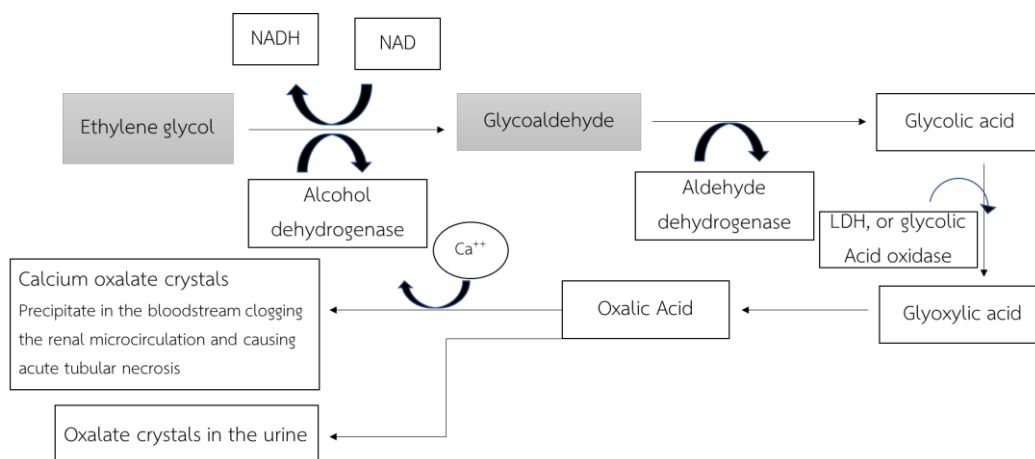 NADH
NAD
Ethylene glycol
Glycoaldehyde
Glycolic acid
Alcohol
dehydrogenase
Aldehyde
dehydrogenase
LDH, or glycolic
Acid oxidase
Ca++
Calcium oxalate crystals
Precipitate in the bloodstream clogging
the renal microcirculation and causing
acute tubular necrosis
Oxalic Acid
Glyoxylic acid
Oxalate crystals in the urine